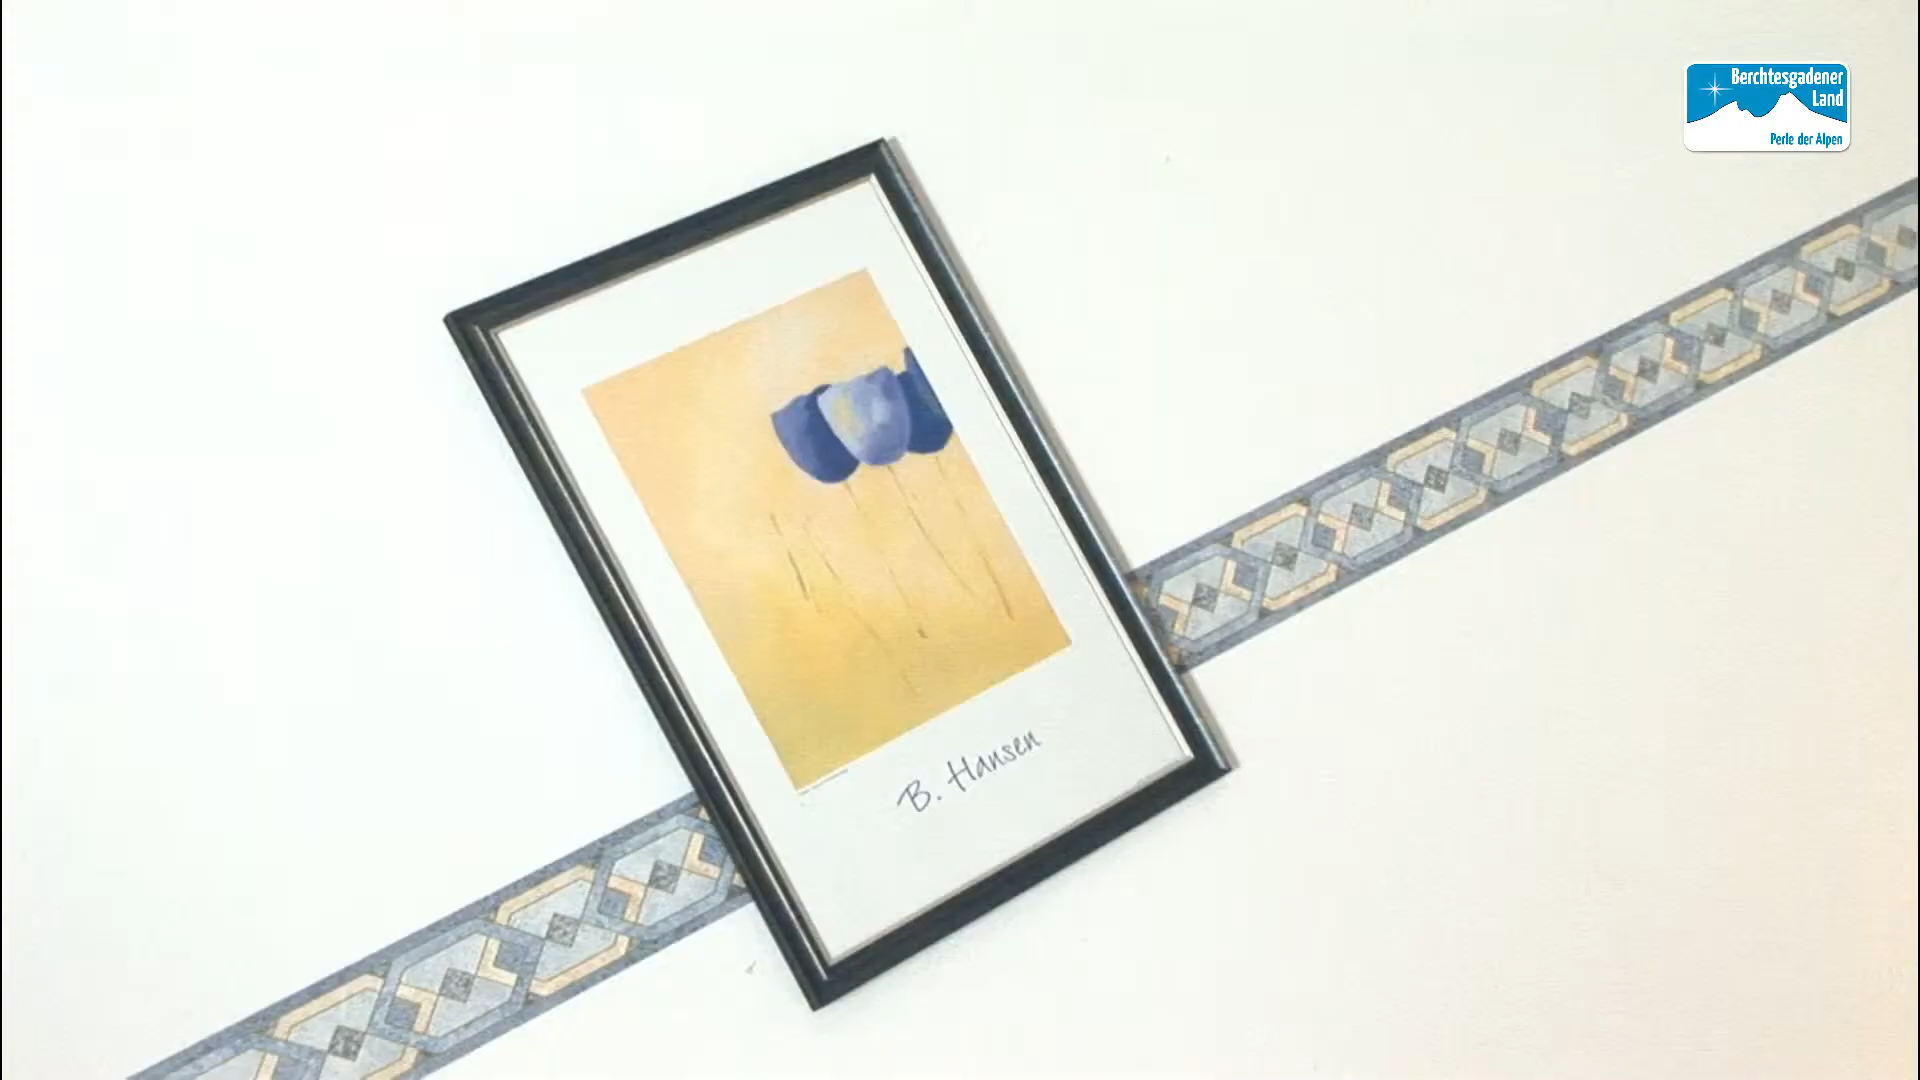 Berchtesgadener
Land
Perle der Alpen
B. Hansen